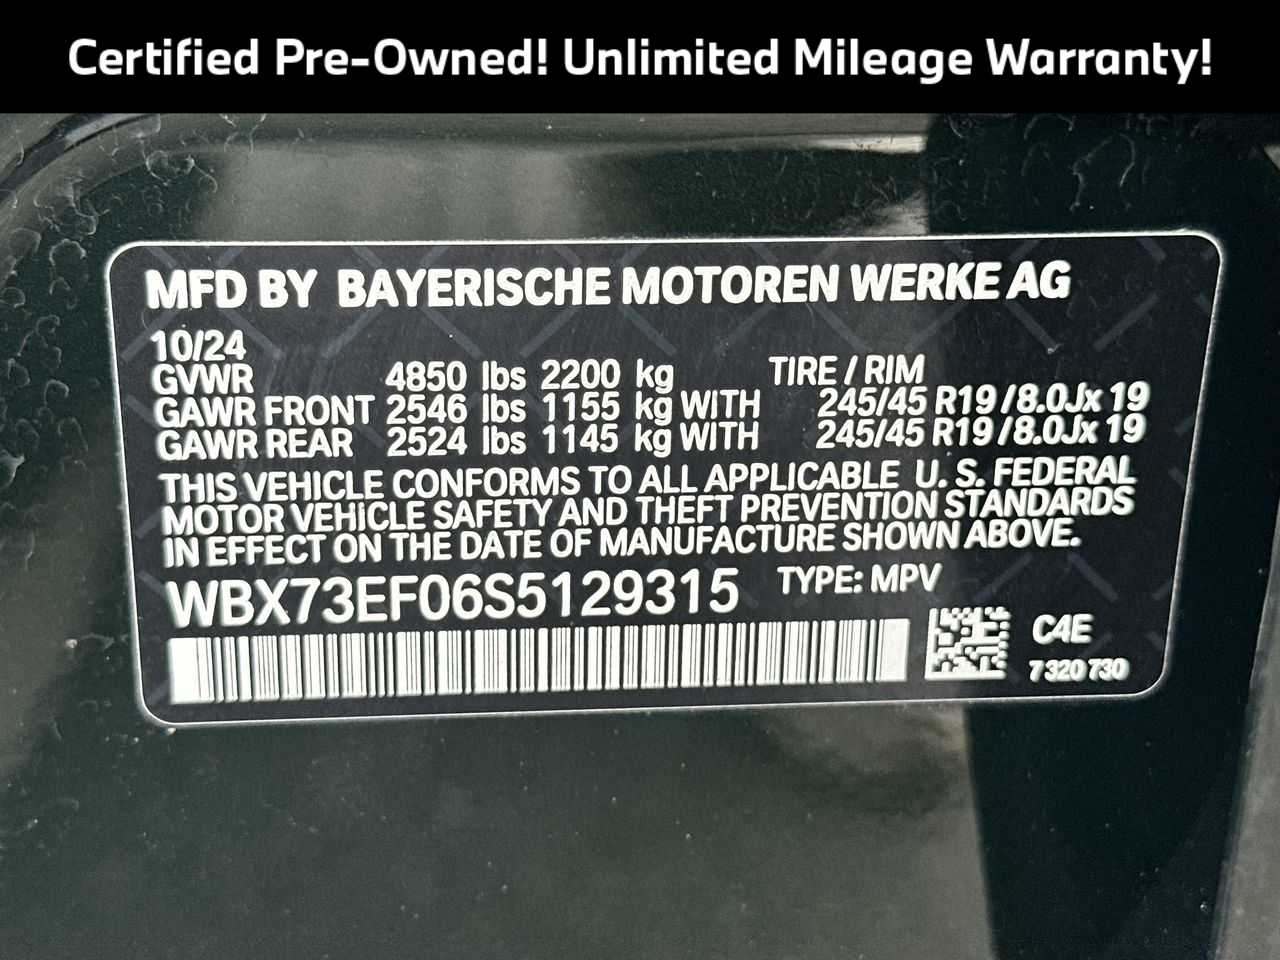 Certified Pre-Owned! Unlimited Mileage Warranty!
MFD BY BAYERISCHE MOTOREN WERKE AG
10/24
GVWR 4850 lbs 2200 kg TIRE / RIM
GAWR FRONT 2546 lbs 1155 kg WITH 245/45 R19 /8.0Jx 19
GAWR REAR 2524 lbs 1145 kg WITH 245/45 R19 /8.0Jx 19
THIS VEHICLE CONFORMS TO ALL APPLICABLE U. S. FEDERAL
MOTOR VEHICLE SAFETY AND THEFT PREVENTION STANDARDS
IN EFFECT ON THE DATE OF MANUFACTURE SHOWN ABOVE.
WBX73EF06S5129315 TYPE: MPV
C4E
7 320 730